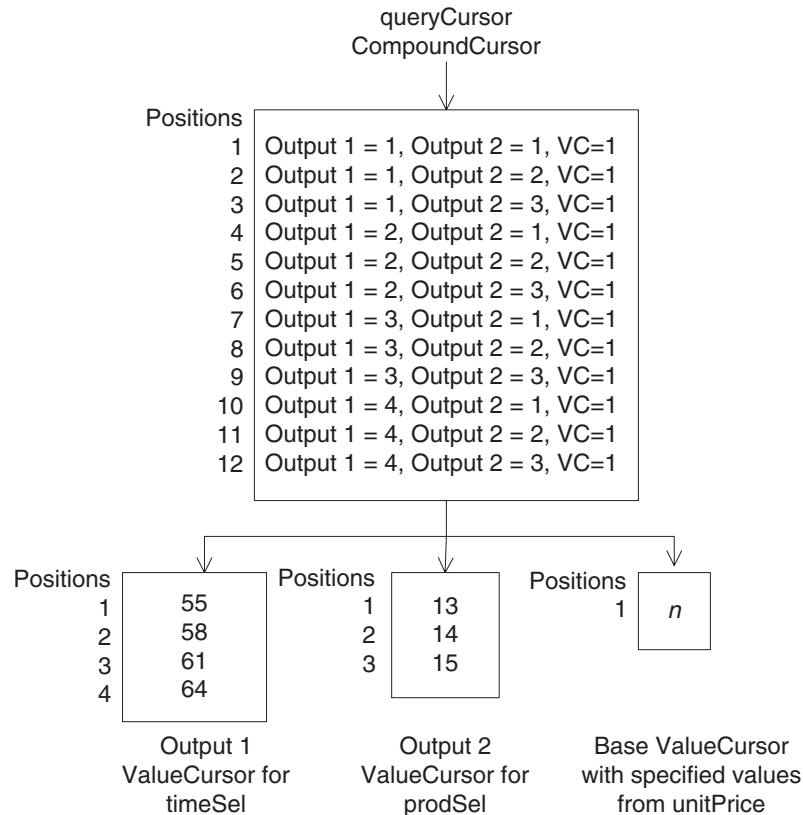 queryCursor
CompoundCursor
Positions
1 Output 1 = 1, Output 2 = 1, VC=1
2 Output 1 = 1, Output 2 = 2, VC=1
3 Output 1 = 1, Output 2 = 3, VC=1
4 Output 1 = 2, Output 2 = 1, VC=1
5 Output 1 = 2, Output 2 = 2, VC=1
6 Output 1 = 2, Output 2 = 3, VC=1
7 Output 1 = 3, Output 2 = 1, VC=1
8 Output 1 = 3, Output 2 = 2, VC=1
9 Output 1 = 3, Output 2 = 3, VC=1
10 Output 1 = 4, Output 2 = 1, VC=1
11 Output 1 = 4, Output 2 = 2, VC=1
12 Output 1 = 4, Output 2 = 3, VC=1
Positions
1 55
2 58
3 61
4 64
Output 1
ValueCursor for
timeSel
Positions
1 13
2 14
3 15
Output 2
ValueCursor for
prodSel
Positions
1 n
Base ValueCursor
with specified values
from unitPrice